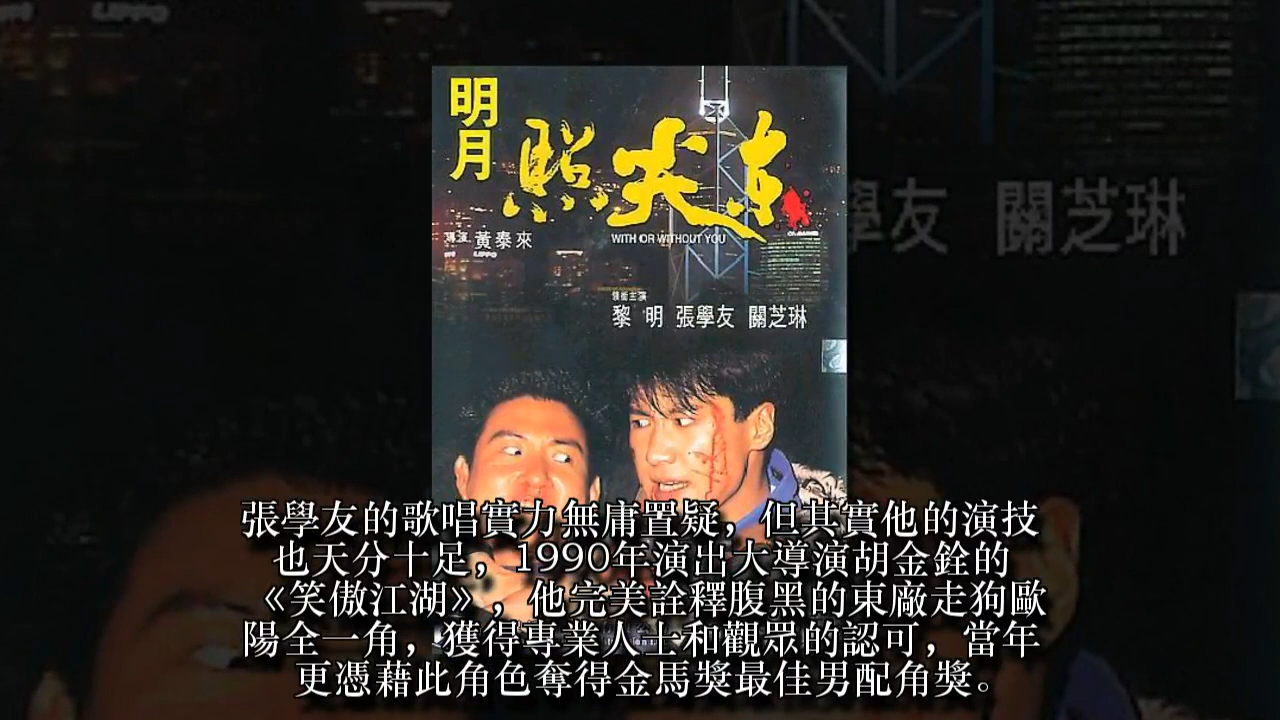 明月
照尖東
WITH OR WITHOUT YOU
導演 黃泰來
領銜主演
黎明 張學友 關芝琳
學友 關芝琳
張學友的歌唱實力無庸置疑，但其實他的演技
也天分十足，1990年演出大導演胡金銓的
《笑傲江湖》，他完美詮釋腹黑的東廠走狗歐
陽全一角，獲得專業人士和觀眾的認可，當年
更憑藉此角色奪得金馬獎最佳男配角獎。